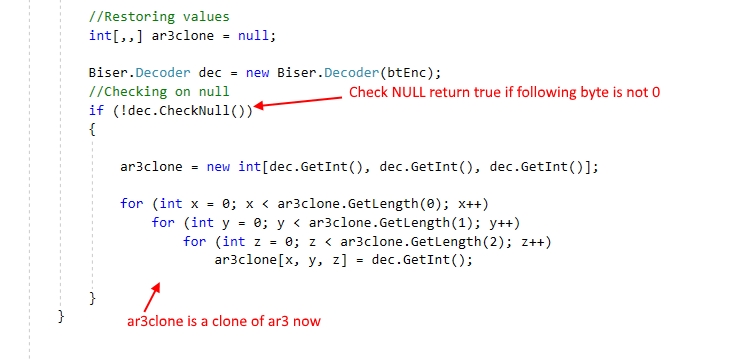 //Restoring values
int[,,] ar3clone = null;
Biser.Decoder dec = new Biser.Decoder(btEnc);
//Checking on null
if (!dec.CheckNull()) Check NULL return true if following byte is not 0
{
ar3clone = new int[dec.GetInt(), dec.GetInt(), dec.GetInt()];
for (int x = 0; x < ar3clone.GetLength(0); x++)
for (int y = 0; y < ar3clone.GetLength(1); y++)
for (int z = 0; z < ar3clone.GetLength(2); z++)
ar3clone[x, y, z] = dec.GetInt();
}
} ar3clone is a clone of ar3 now